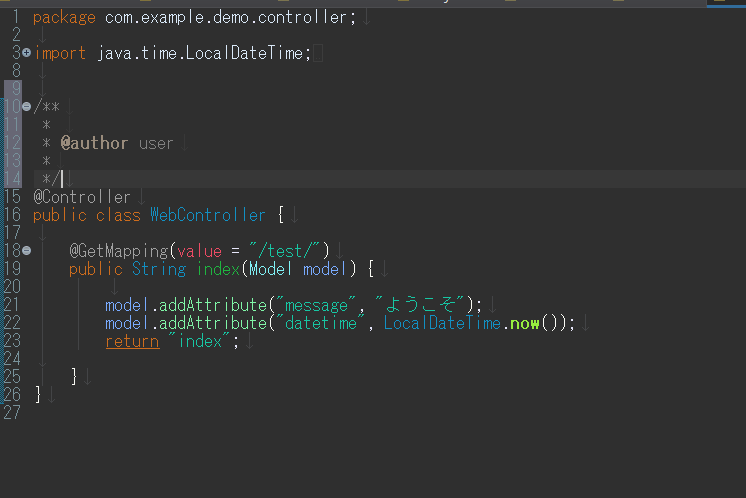 1 package com.example.demo.controller;
2
3 import java.time.LocalDateTime;
8
9
10 /**
11  *
12  * @author user
13  *
14  */
15 @Controller
16 public class WebController {
17
18     @GetMapping(value = "/test/")
19     public String index(Model model) {
20
21         model.addAttribute("message", "ようこそ");
22         model.addAttribute("datetime", LocalDateTime.now());
23         return "index";
24
25     }
26 }
27